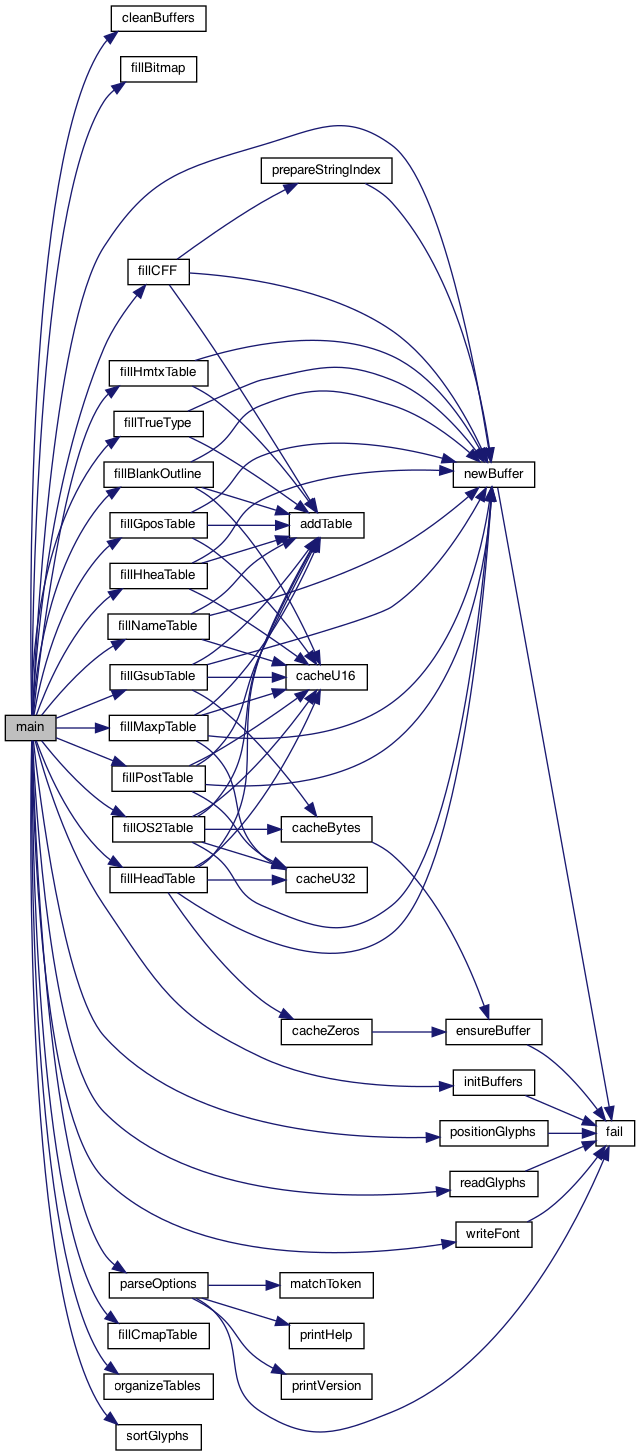 cleanBuffers
fillBitmap
prepareStringIndex
fillCFF
fillHmtxTable
fillTrueType
fillBlankOutline
newBuffer
fillGposTable
addTable
fillHheaTable
fillNameTable
fillGsubTable
cacheU16
main
fillMaxpTable
fillPostTable
fillOS2Table
cacheBytes
fillHeadTable
cacheU32
cacheZeros
ensureBuffer
initBuffers
positionGlyphs
fail
readGlyphs
writeFont
parseOptions
matchToken
fillCmapTable
printHelp
organizeTables
printVersion
sortGlyphs